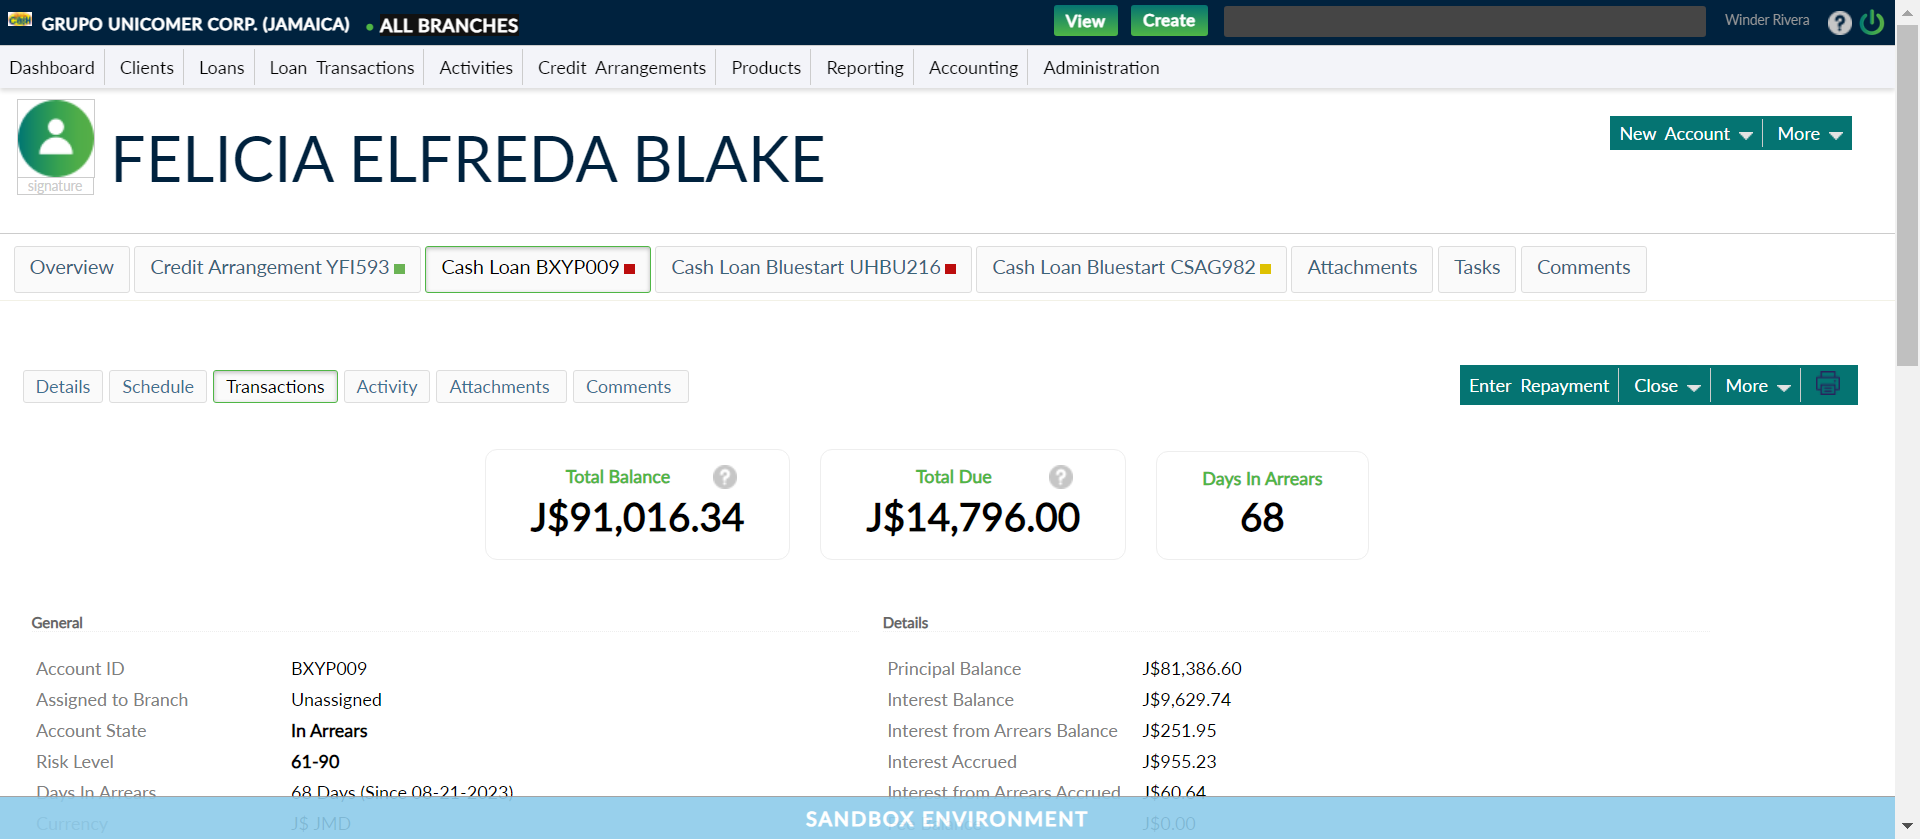 Cash GRUPO UNICOMER CORP. (JAMAICA) • ALL BRANCHES View Create Winder Rivera ?
Dashboard Clients Loans Loan Transactions Activities Credit Arrangements Products Reporting Accounting Administration
signature
FELICIA ELFREDA BLAKE
New Account More
Overview Credit Arrangement YFI593 Cash Loan BXYP009 Cash Loan Bluestart UHBU216 Cash Loan Bluestart CSAG982 Attachments Tasks Comments
Details Schedule Transactions Activity Attachments Comments
Enter Repayment Close More
Total Balance ? Total Due ? Days In Arrears
J$91,016.34 J$14,796.00 68
General Details
Account ID BXYP009 Principal Balance J$81,386.60
Assigned to Branch Unassigned Interest Balance J$9,629.74
Account State In Arrears Interest from Arrears Balance J$251.95
Risk Level 61-90 Interest Accrued J$955.23
Days In Arrears 68 Days (Since 08-21-2023) Interest from Arrears Accrued J$60.64
Currency J$ JMD J$0.00
SANDBOX ENVIRONMENT